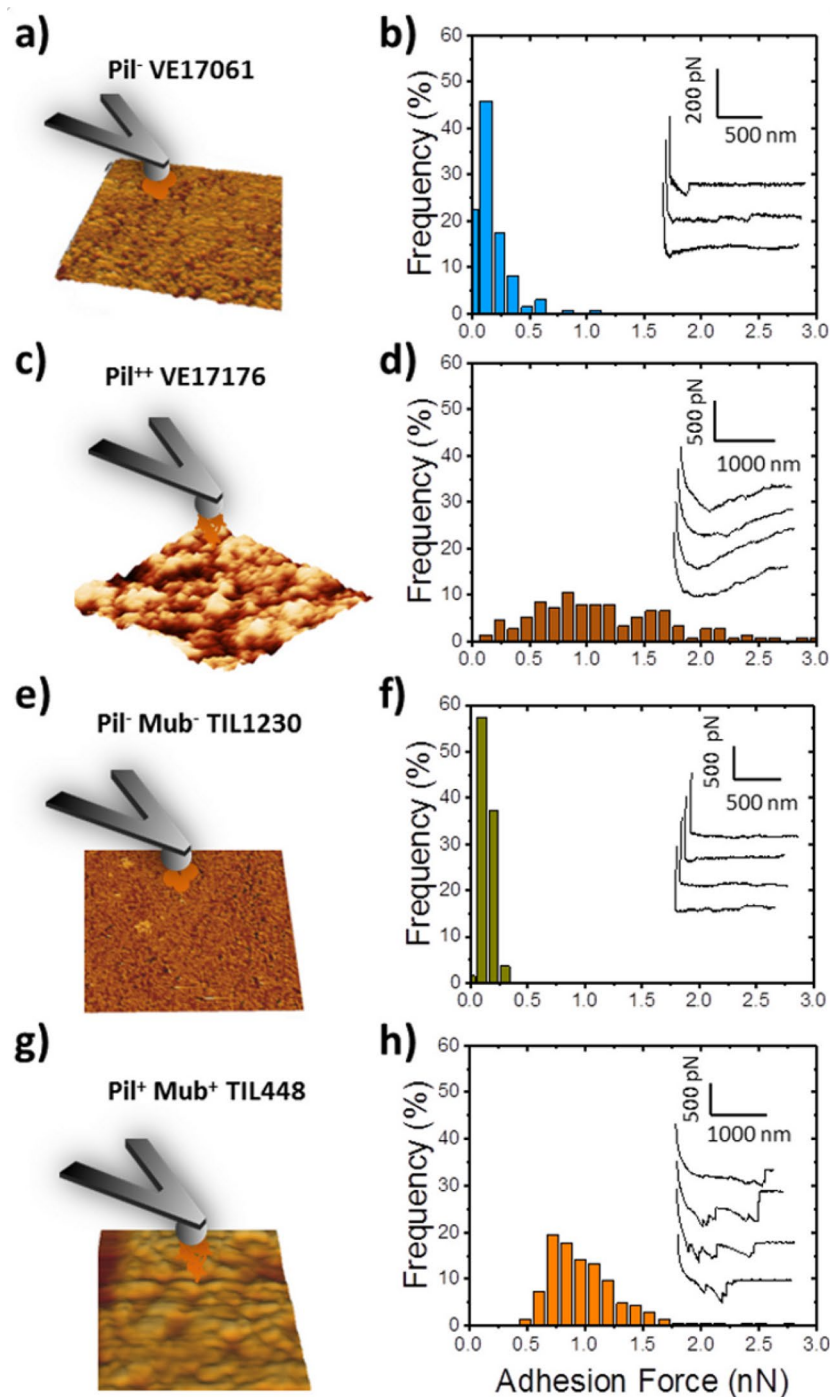 a)
Pil⁻ VE17061
b)
Frequency (%)
60
50
40
30
20
10
0
200 pN
500 nm
0.0 0.5 1.0 1.5 2.0 2.5 3.0
c)
Pil⁺⁺ VE17176
d)
Frequency (%)
60
50
40
30
20
10
0
500 pN
1000 nm
0.0 0.5 1.0 1.5 2.0 2.5 3.0
e)
Pil⁻ Mub⁻ TIL1230
f)
Frequency (%)
60
50
40
30
20
10
0
500 pN
500 nm
0.0 0.5 1.0 1.5 2.0 2.5 3.0
g)
Pil⁺ Mub⁺ TIL448
h)
Frequency (%)
60
50
40
30
20
10
0
500 pN
1000 nm
0.0 0.5 1.0 1.5 2.0 2.5 3.0
Adhesion Force (nN)